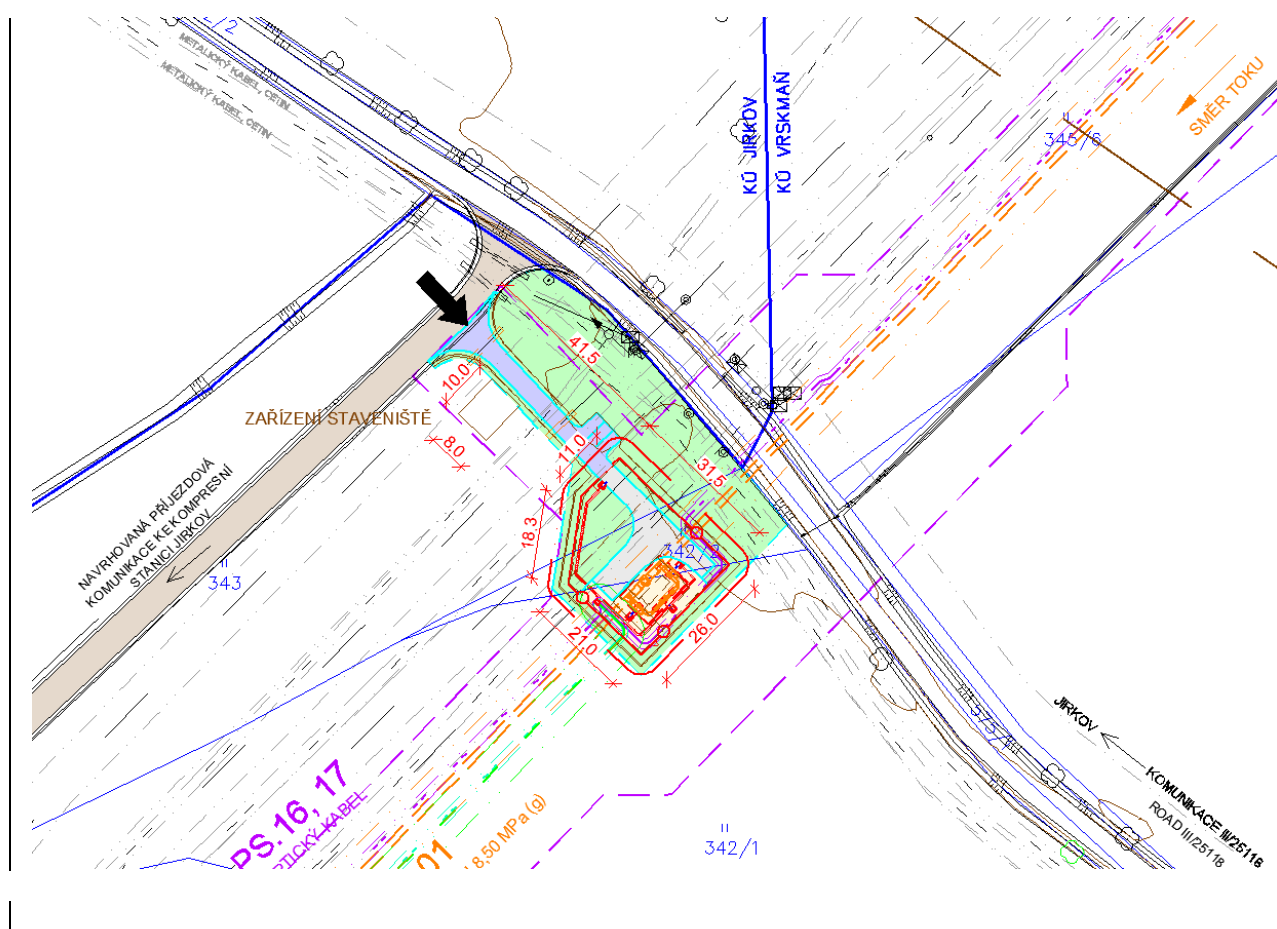 2/2
METALICKÝ KABEL, CETIN
METALICKÝ KABEL, CETIN
KÚ JIRKOV
KÚ VRSKMAŇ
345/6
SMĚR TOKU
41,5
10,0
ZAŘÍZENÍ STAVENIŠTĚ
8,0
11,0
31,5
18,3
342/2
NAVRHOVANÁ PŘÍJEZDOVÁ
KOMUNIKACE KE KOMPRESNÍ
STANICI JIRKOV
343
21,0
26,0
JIRKOV
KOMUNIKACE III/25118
ROAD III/25118
PS.16, 17
TICKÝ KABEL
01
8,50 MPa (g)
342/1